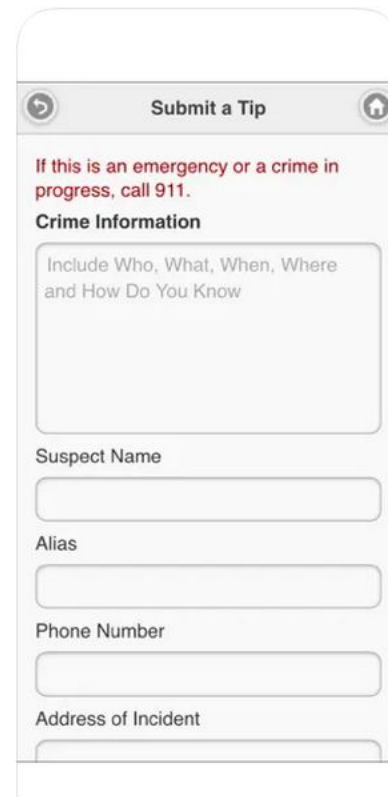 Submit a Tip
If this is an emergency or a crime in
progress, call 911.
Crime Information
Include Who, What, When, Where
and How Do You Know
Suspect Name
Alias
Phone Number
Address of Incident